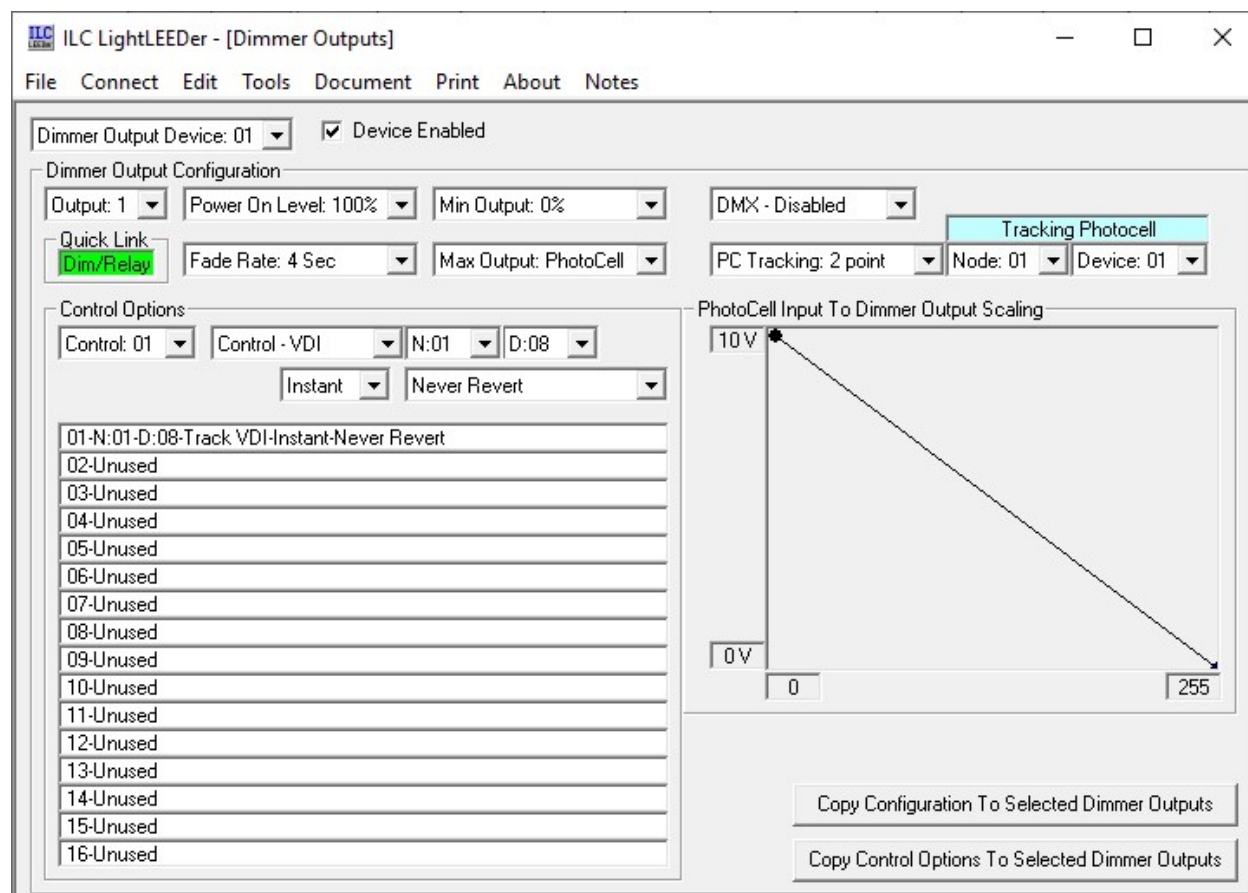 ILC LEEDer ILC LightLEEDer - [Dimmer Outputs]
File Connect Edit Tools Document Print About Notes
Dimmer Output Device: 01 Device Enabled
Dimmer Output Configuration
Output: 1 Power On Level: 100% Min Output: 0% DMX - Disabled
Tracking Photocell
Quick Link
Dim/Relay Fade Rate: 4 Sec Max Output: PhotoCell PC Tracking: 2 point Node: 01 Device: 01
Control Options
Control: 01 Control - VDI N:01 D:08
Instant Never Revert
01-N:01-D:08-Track VDI-Instant-Never Revert
02-Unused
03-Unused
04-Unused
05-Unused
06-Unused
07-Unused
08-Unused
09-Unused
10-Unused
11-Unused
12-Unused
13-Unused
14-Unused
15-Unused
16-Unused
PhotoCell Input To Dimmer Output Scaling
10 V
0 V
0 255
Copy Configuration To Selected Dimmer Outputs
Copy Control Options To Selected Dimmer Outputs